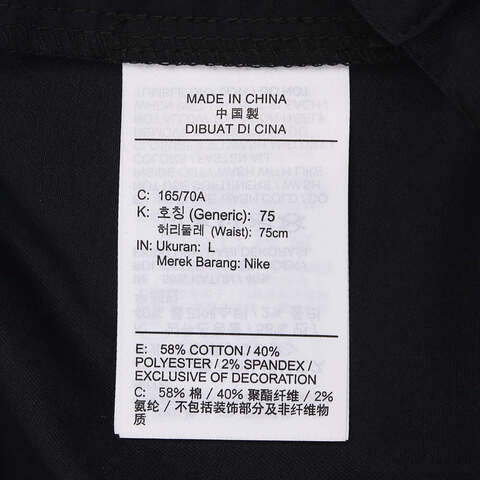 MADE IN CHINA
中国製
DIBUAT DI CINA
C: 165/70A
K: 호칭 (Generic): 75
허리둘레 (Waist): 75cm
IN: Ukuran: L
Merek Barang: Nike
E: 58% COTTON / 40%
POLYESTER / 2% SPANDEX /
EXCLUSIVE OF DECORATION
C: 58% 棉 / 40% 聚酯纤维 / 2%
氨纶 / 不包括装饰部分及非纤维物
质